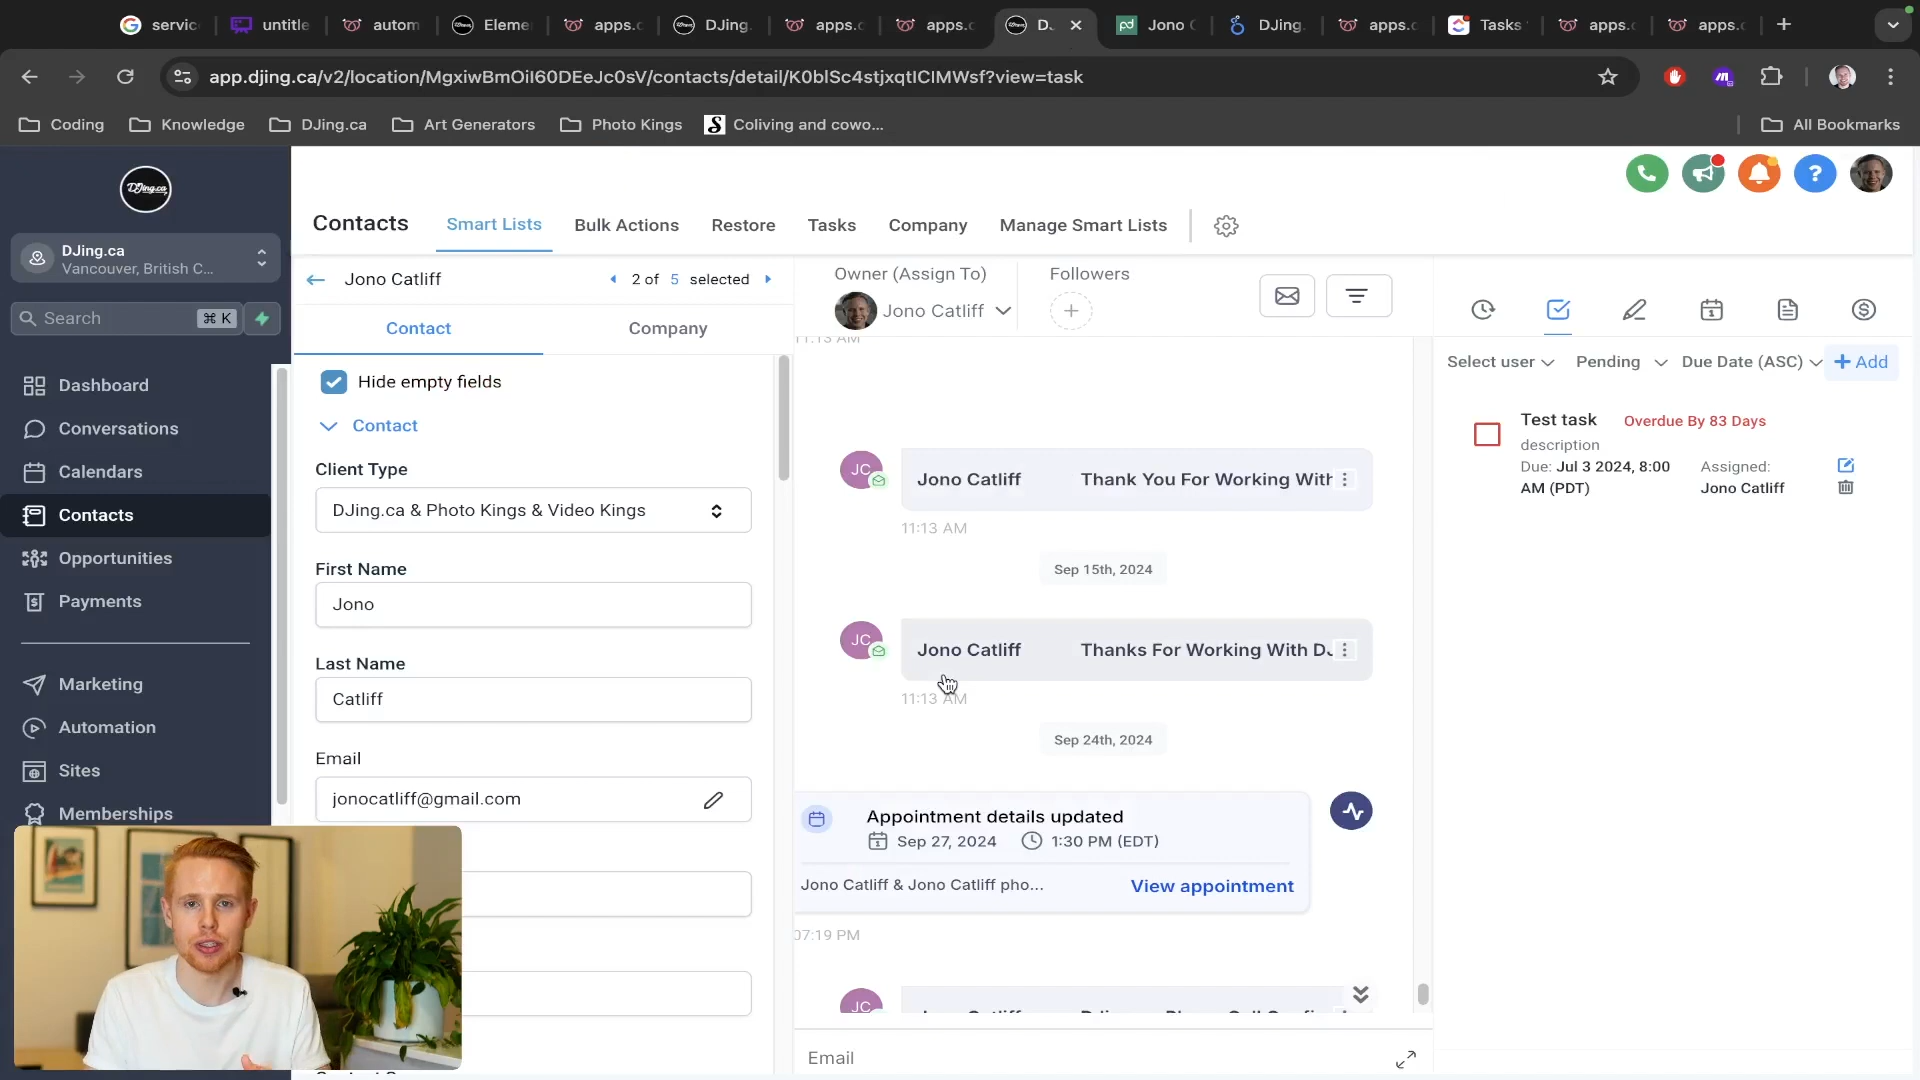 servic
untitle
autom
Eleme
apps.c
DJing.
apps.c
apps.c
D.
Jono C
DJing.
apps.c
Tasks
apps.c
apps.c
app.djing.ca/v2/location/MgxiwBmOiI60DEeJc0sV/contacts/detail/K0blSc4stjxqtICIMWsf?view=task
Coding
Knowledge
DJing.ca
Art Generators
Photo Kings
Coliving and cowo...
All Bookmarks
DJing.ca
DJing.ca
Vancouver, British C...
Search
⌘ K
Dashboard
Conversations
Calendars
Contacts
Opportunities
Payments
Marketing
Automation
Sites
Memberships
Contacts
Smart Lists
Bulk Actions
Restore
Tasks
Company
Manage Smart Lists
Jono Catliff
2 of 5 selected
Contact
Company
Hide empty fields
Contact
Client Type
DJing.ca & Photo Kings & Video Kings
First Name
Jono
Last Name
Catliff
Email
jonocatliff@gmail.com
Owner (Assign To)
Jono Catliff
Followers
11:13 AM
JC
Jono Catliff
Thank You For Working With
11:13 AM
Sep 15th, 2024
JC
Jono Catliff
Thanks For Working With DJ
11:13 AM
Sep 24th, 2024
Appointment details updated
Sep 27, 2024
1:30 PM (EDT)
Jono Catliff & Jono Catliff pho...
View appointment
07:19 PM
JC
Email
Select user
Pending
Due Date (ASC)
+ Add
Test task
Overdue By 83 Days
description
Due: Jul 3 2024, 8:00
AM (PDT)
Assigned:
Jono Catliff